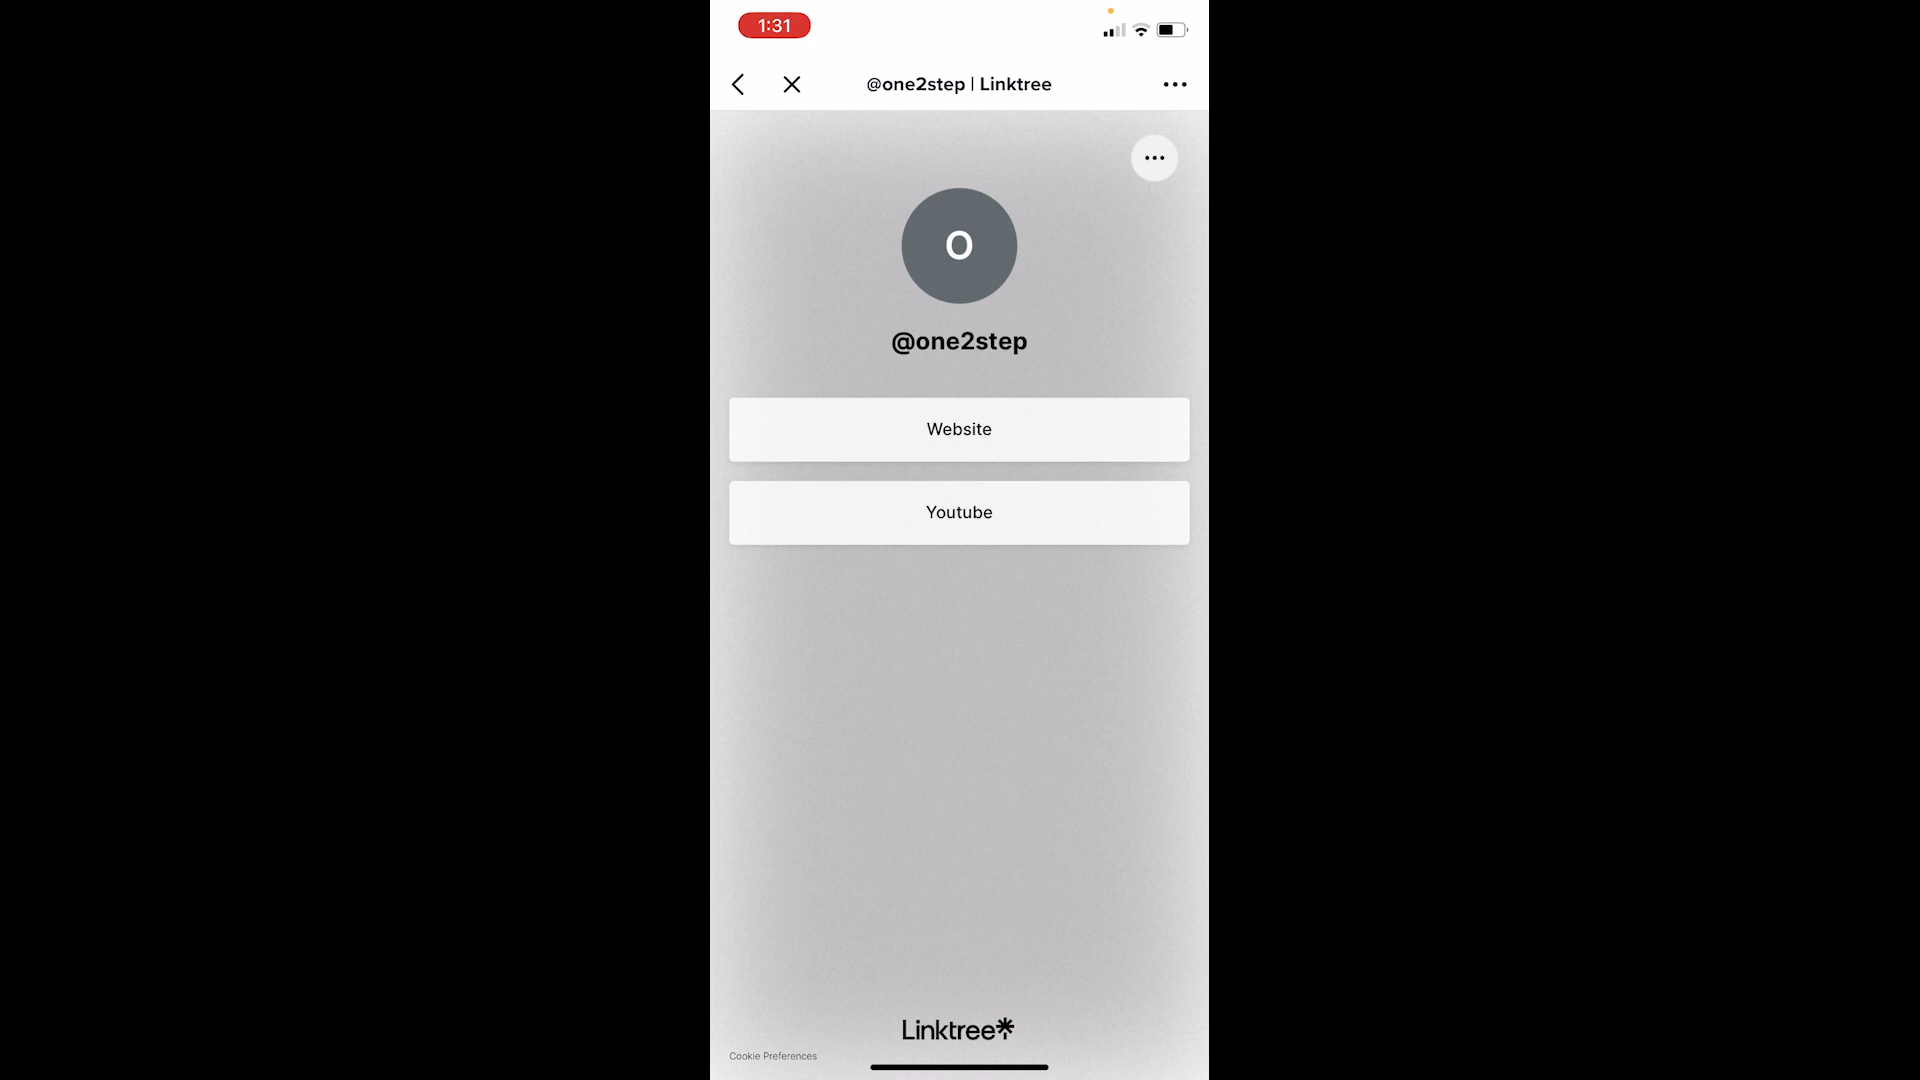 1:31
@one2step | Linktree
O
@one2step
Website
Youtube
Linktree
Cookie Preferences